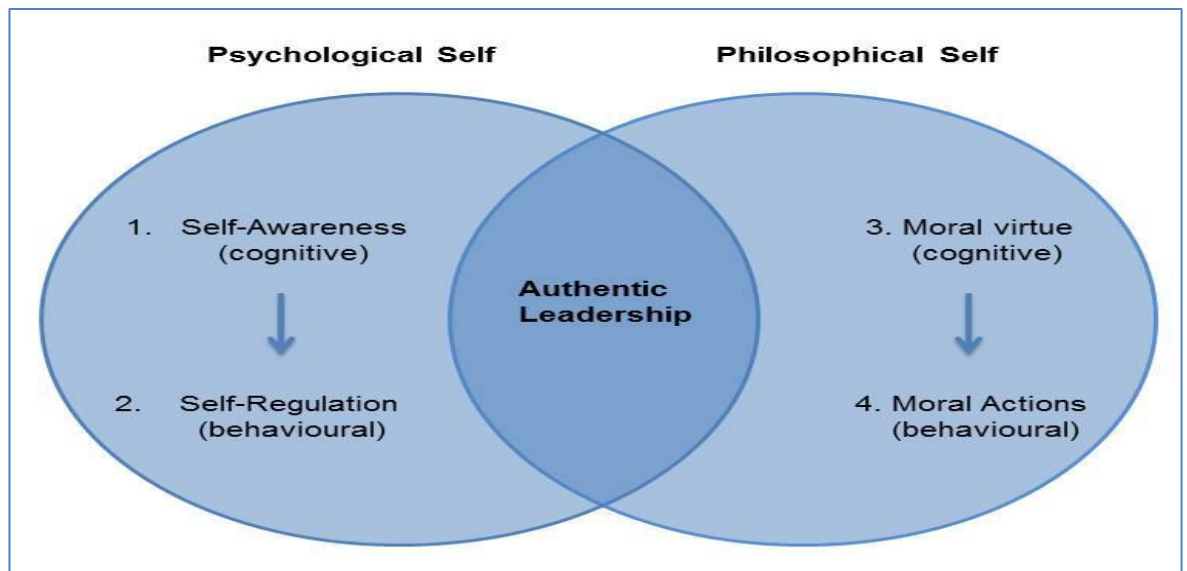 Psychological Self
Philosophical Self
1. Self-Awareness
(cognitive)
2. Self-Regulation
(behavioural)
Authentic
Leadership
3. Moral virtue
(cognitive)
4. Moral Actions
(behavioural)